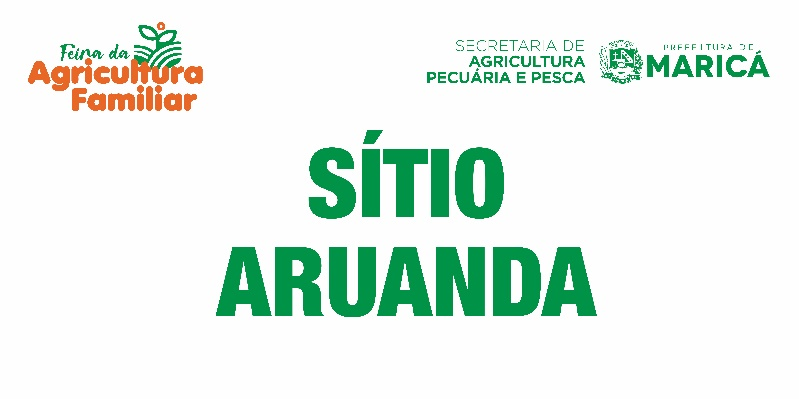 Feira da
Agricultura
Familiar
SECRETARIA DE
AGRICULTURA
PECUÁRIA E PESCA
PREFEITURA DE
MARICÁ
SÍTIO
ARUANDA